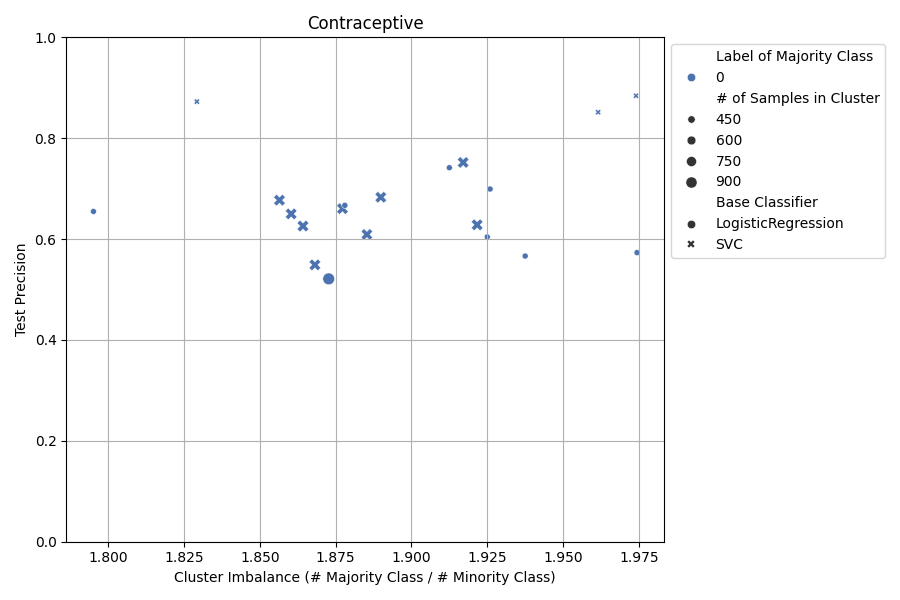 Contraceptive
1.0
0.8
0.6
0.4
0.2
0.0
Test Precision
1.800
1.825
1.850
1.875
1.900
1.925
1.950
1.975
Cluster Imbalance (# Majority Class / # Minority Class)
Label of Majority Class
0
# of Samples in Cluster
450
600
750
900
Base Classifier
LogisticRegression
SVC